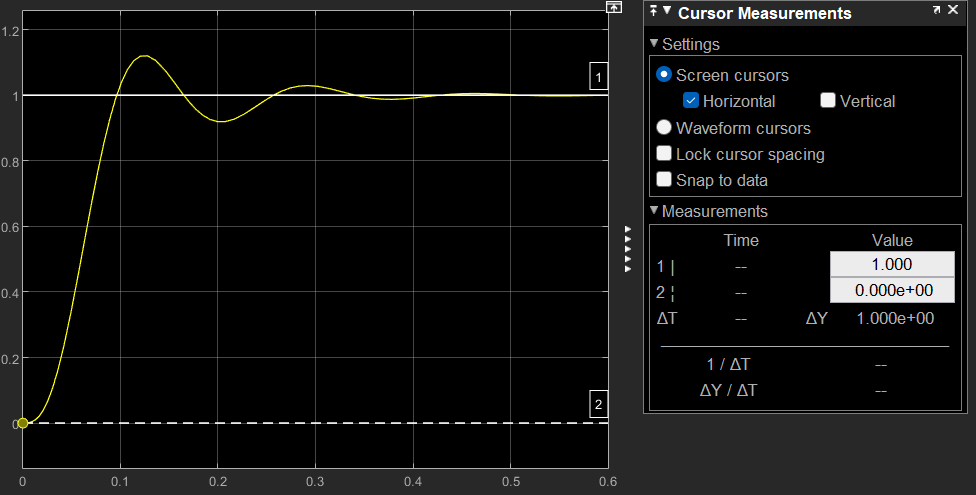 1.2
1
0.8
0.6
0.4
0.2
0
0 0.1 0.2 0.3 0.4 0.5 0.6
1
2
Cursor Measurements
Settings
Screen cursors
Horizontal Vertical
Waveform cursors
Lock cursor spacing
Snap to data
Measurements
Time Value
1 | -- 1.000
2 ¦ -- 0.000e+00
ΔT -- ΔY 1.000e+00
1 / ΔT --
ΔY / ΔT --